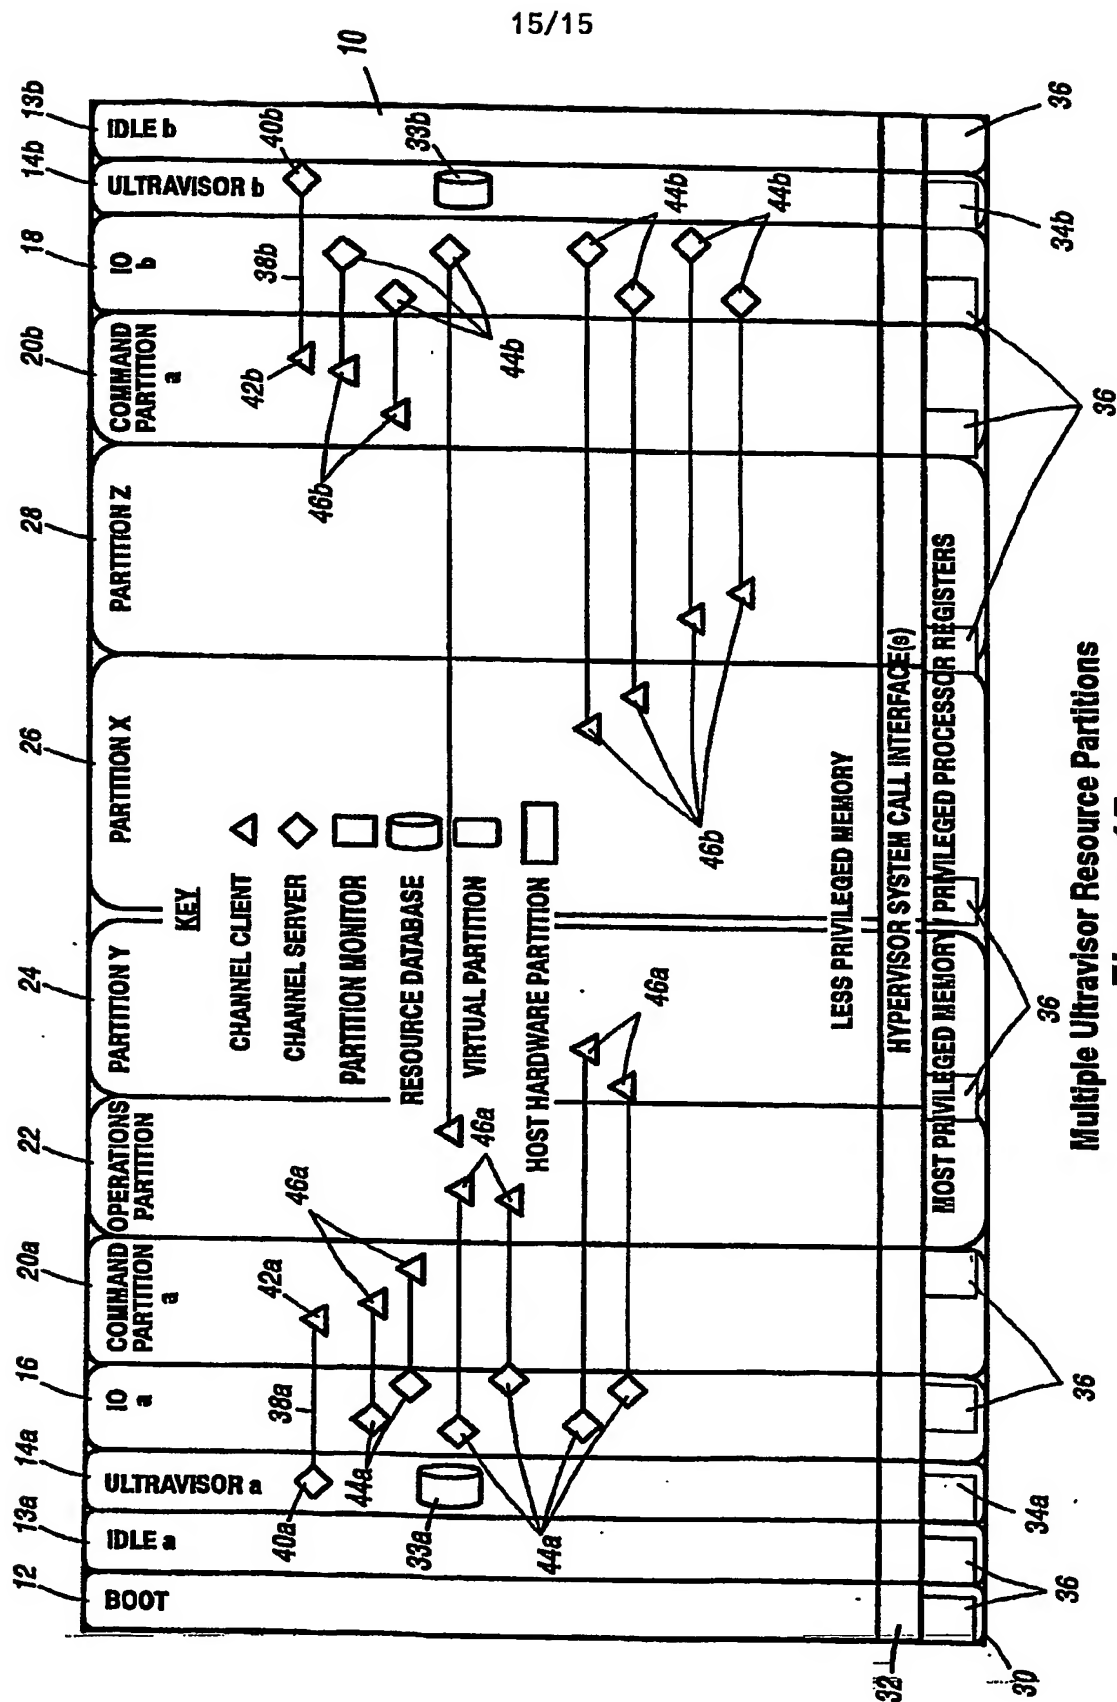 15/15
12
13a
14a
16
20a
22
24
26
28
20b
18
14b
13b
10
BOOT
IDLE a
ULTRAVISOR a
IO
a
COMMAND
PARTITION
a
OPERATIONS
PARTITION
PARTITION Y
PARTITION X
PARTITION Z
COMMAND
PARTITION
a
IO
b
ULTRAVISOR b
IDLE b
KEY
CHANNEL CLIENT
CHANNEL SERVER
PARTITION MONITOR
RESOURCE DATABASE
VIRTUAL PARTITION
HOST HARDWARE PARTITION
40a
38a
42a
46a
44a
33a
46a
44a
46a
42b
38b
40b
33b
46b
44b
44b
44b
46b
LESS PRIVILEGED MEMORY
HYPERVISOR SYSTEM CALL INTERFACE(s)
MOST PRIVILEGED MEMORY PRIVILEGED PROCESSOR REGISTERS
32
30
36
34a
36
36
36
34b
36
Multiple Ultravisor Resource Partitions